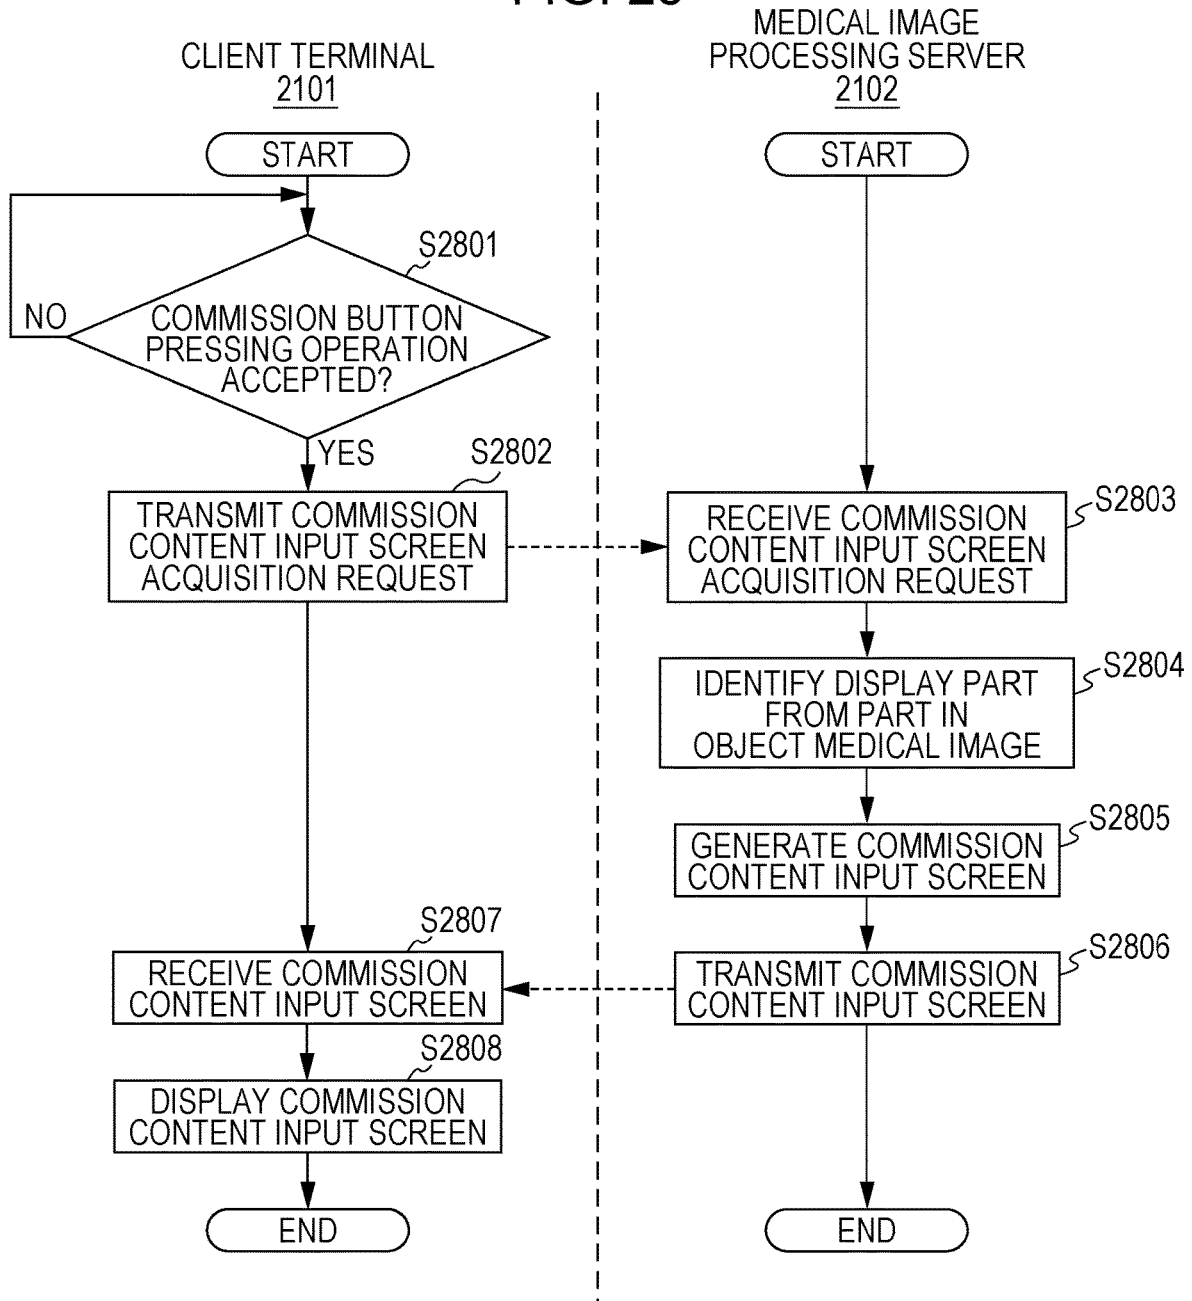 CLIENT TERMINAL
2101
MEDICAL IMAGE
PROCESSING SERVER
2102
START
START
S2801
NO
COMMISSION BUTTON
PRESSING OPERATION
ACCEPTED?
YES
S2802
TRANSMIT COMMISSION
CONTENT INPUT SCREEN
ACQUISITION REQUEST
S2803
RECEIVE COMMISSION
CONTENT INPUT SCREEN
ACQUISITION REQUEST
S2804
IDENTIFY DISPLAY PART
FROM PART IN
OBJECT MEDICAL IMAGE
S2805
GENERATE COMMISSION
CONTENT INPUT SCREEN
S2807
RECEIVE COMMISSION
CONTENT INPUT SCREEN
S2806
TRANSMIT COMMISSION
CONTENT INPUT SCREEN
S2808
DISPLAY COMMISSION
CONTENT INPUT SCREEN
END
END